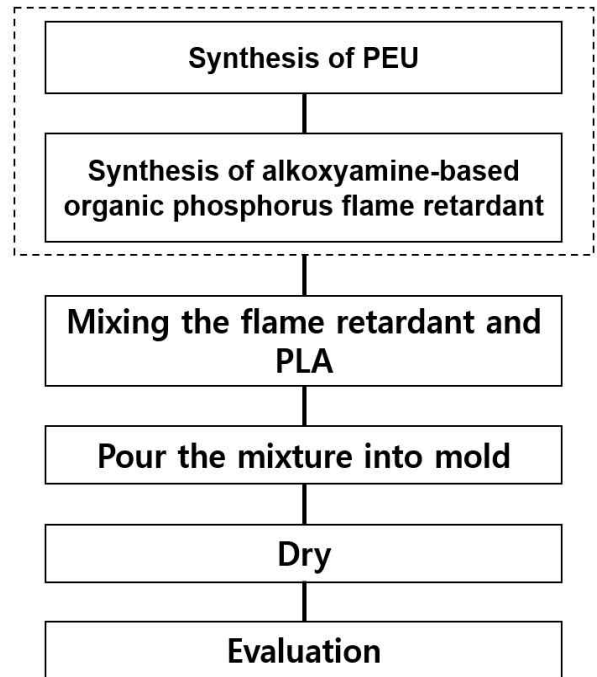 Synthesis of PEU
Synthesis of alkoxyamine-based
organic phosphorus flame retardant
Mixing the flame retardant and
PLA
Pour the mixture into mold
Dry
Evaluation